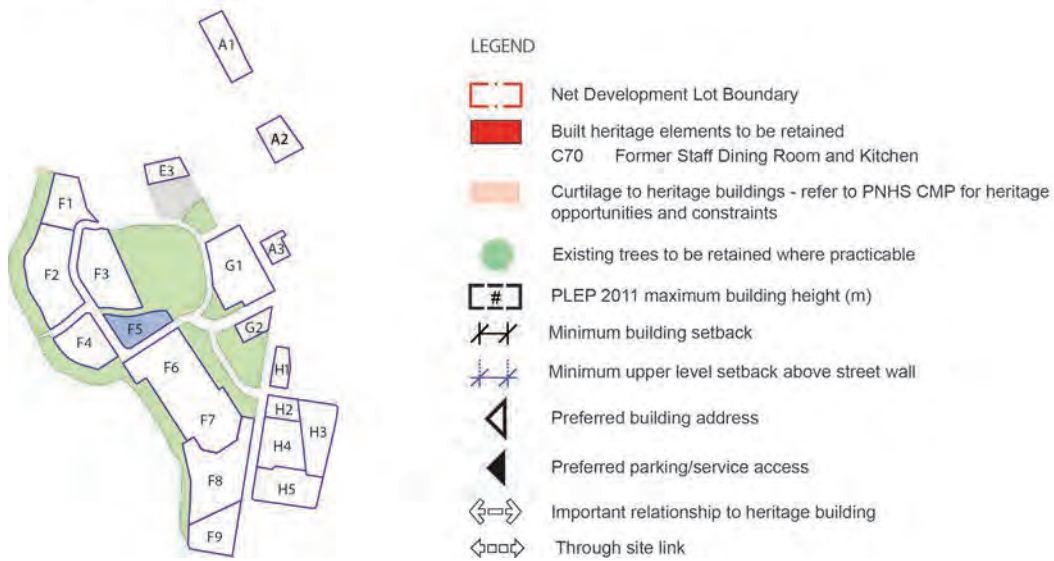 A1
A2
E3
F1
A3
G1
F2
F3
F5
G2
F4
F6
H1
H2
F7
H3
H4
F8
H5
F9
LEGEND
Net Development Lot Boundary
Built heritage elements to be retained
C70 Former Staff Dining Room and Kitchen
Curtilage to heritage buildings - refer to PNHS CMP for heritage
opportunities and constraints
Existing trees to be retained where practicable
# PLEP 2011 maximum building height (m)
Minimum building setback
Minimum upper level setback above street wall
Preferred building address
Preferred parking/service access
Important relationship to heritage building
Through site link